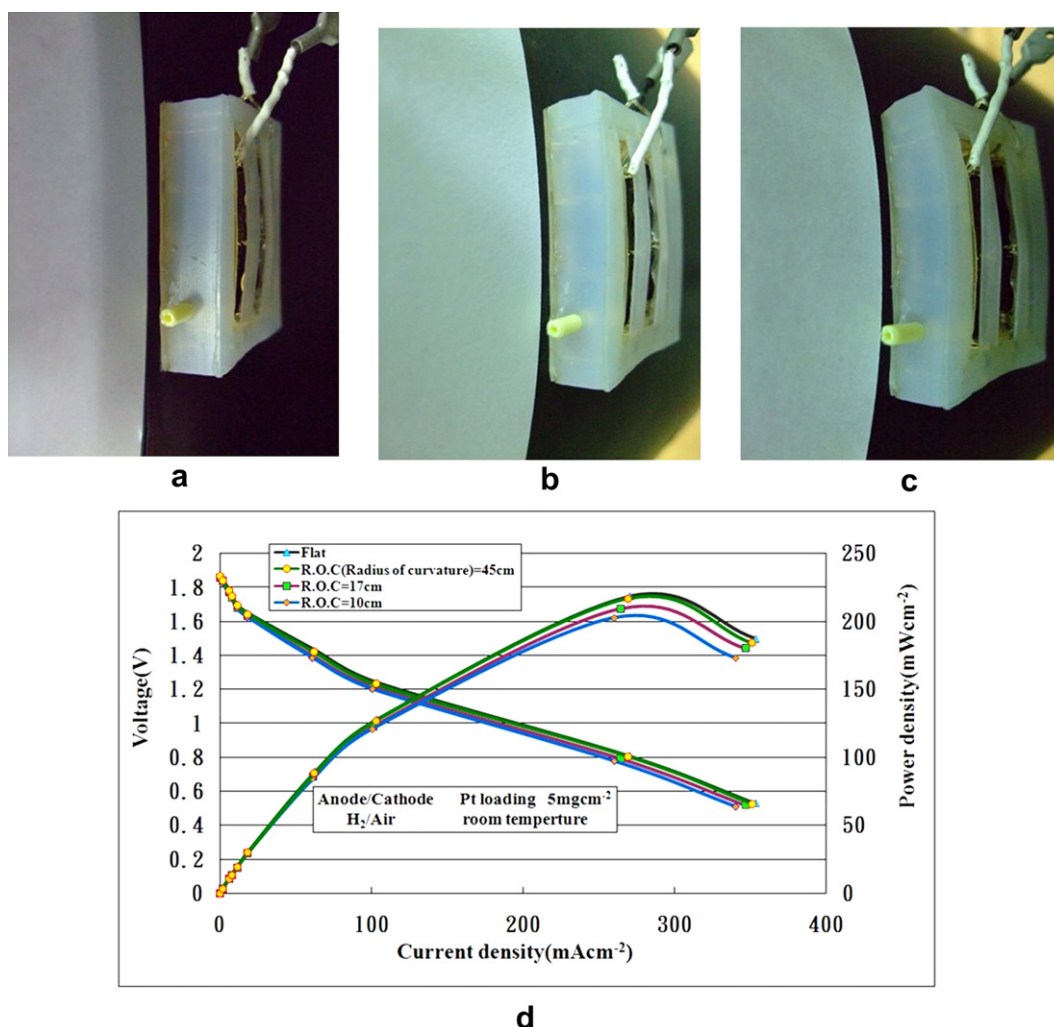 a
b
c
Flat
R.O.C(Radius of curvature)=45cm
R.O.C=17cm
R.O.C=10cm
2
1.8
1.6
1.4
1.2
1
0.8
0.6
0.4
0.2
0
Voltage(V)
250
200
150
100
50
0
Power density(mWcm⁻²)
Anode/Cathode Pt loading 5mgcm⁻²
H₂/Air room temperture
0 100 200 300 400
Current density(mAcm⁻²)
d